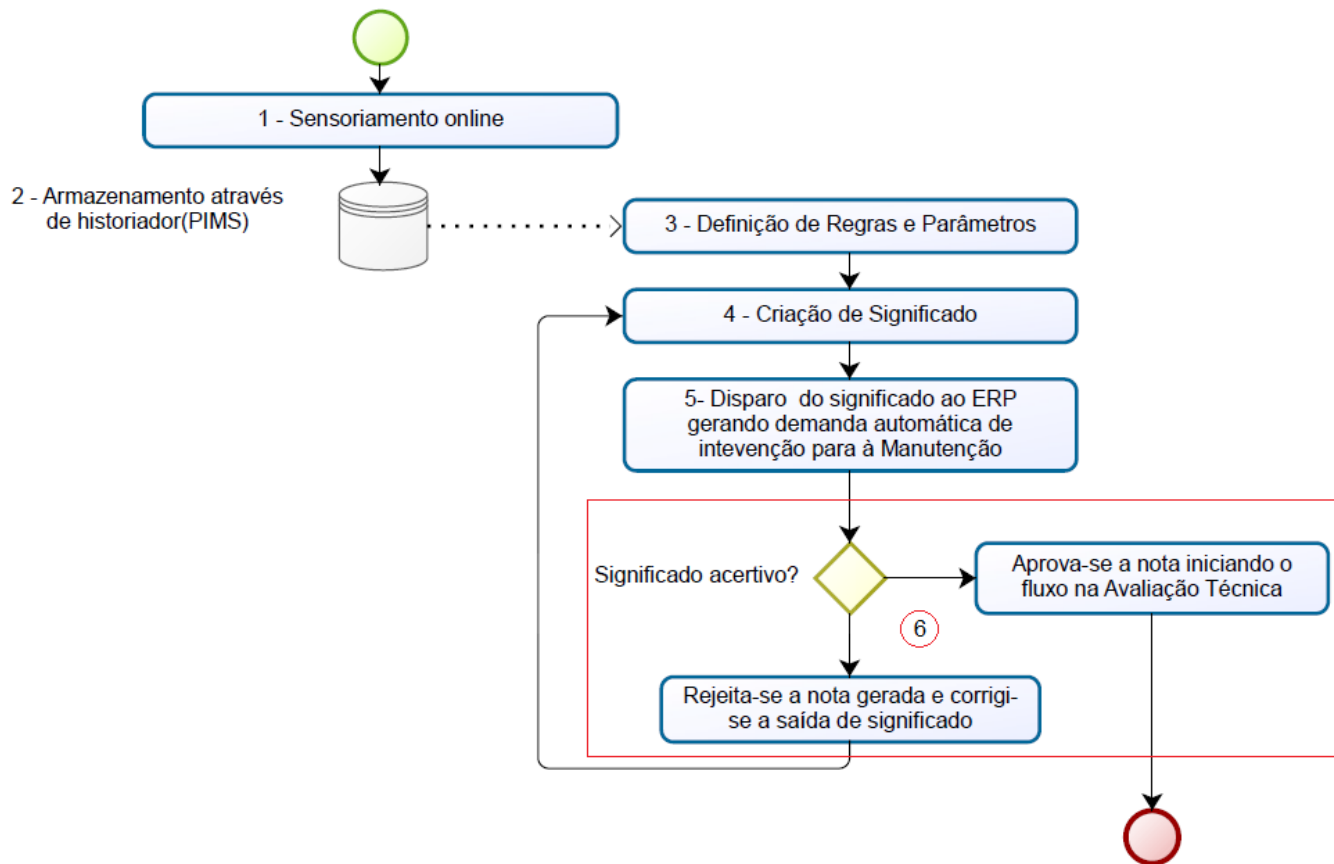 1 - Sensoriamento online
2 - Armazenamento através
de historiador(PIMS)
3 - Definição de Regras e Parâmetros
4 - Criação de Significado
5- Disparo  do significado ao ERP
gerando demanda automática de
intevenção para à Manutenção
Significado acertivo?
Aprova-se a nota iniciando o
fluxo na Avaliação Técnica
6
Rejeita-se a nota gerada e corrigi-
se a saída de significado